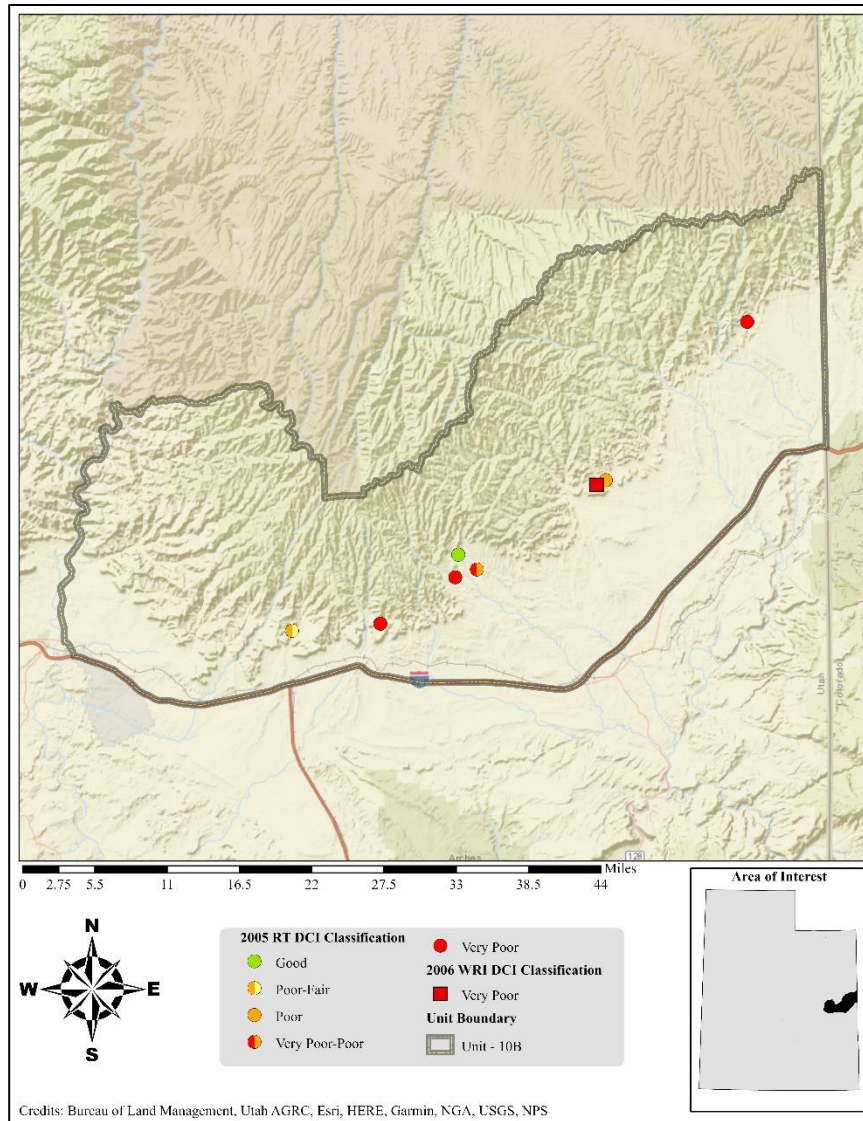 Utah
Colorado
Arches
128
Miles
0 2.75 5.5 11 16.5 22 27.5 33 38.5 44
Area of Interest
N
W E
S
2005 RT DCI Classification
Good
Poor-Fair
Poor
Very Poor-Poor
Very Poor
2006 WRI DCI Classification
Very Poor
Unit Boundary
Unit - 10B
Credits: Bureau of Land Management, Utah AGRC, Esri, HERE, Garmin, NGA, USGS, NPS